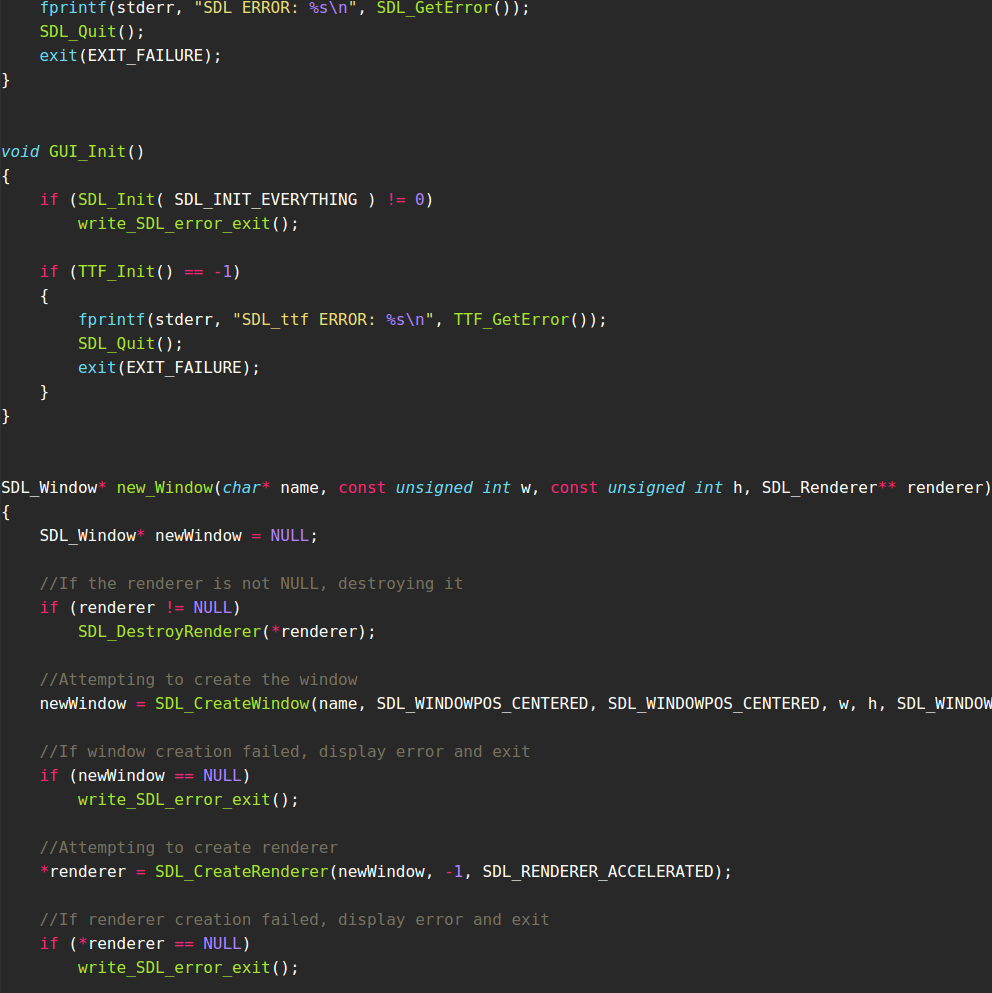 fprintf(stderr, "SDL ERROR: %s\n", SDL_GetError());
    SDL_Quit();
    exit(EXIT_FAILURE);
}
void GUI_Init()
{
    if (SDL_Init( SDL_INIT_EVERYTHING ) != 0)
        write_SDL_error_exit();
    if (TTF_Init() == -1)
    {
        fprintf(stderr, "SDL_ttf ERROR: %s\n", TTF_GetError());
        SDL_Quit();
        exit(EXIT_FAILURE);
    }
}
SDL_Window* new_Window(char* name, const unsigned int w, const unsigned int h, SDL_Renderer** renderer)
{
    SDL_Window* newWindow = NULL;
    //If the renderer is not NULL, destroying it
    if (renderer != NULL)
        SDL_DestroyRenderer(*renderer);
    //Attempting to create the window
    newWindow = SDL_CreateWindow(name, SDL_WINDOWPOS_CENTERED, SDL_WINDOWPOS_CENTERED, w, h, SDL_WINDOW
    //If window creation failed, display error and exit
    if (newWindow == NULL)
        write_SDL_error_exit();
    //Attempting to create renderer
    *renderer = SDL_CreateRenderer(newWindow, -1, SDL_RENDERER_ACCELERATED);
    //If renderer creation failed, display error and exit
    if (*renderer == NULL)
        write_SDL_error_exit();